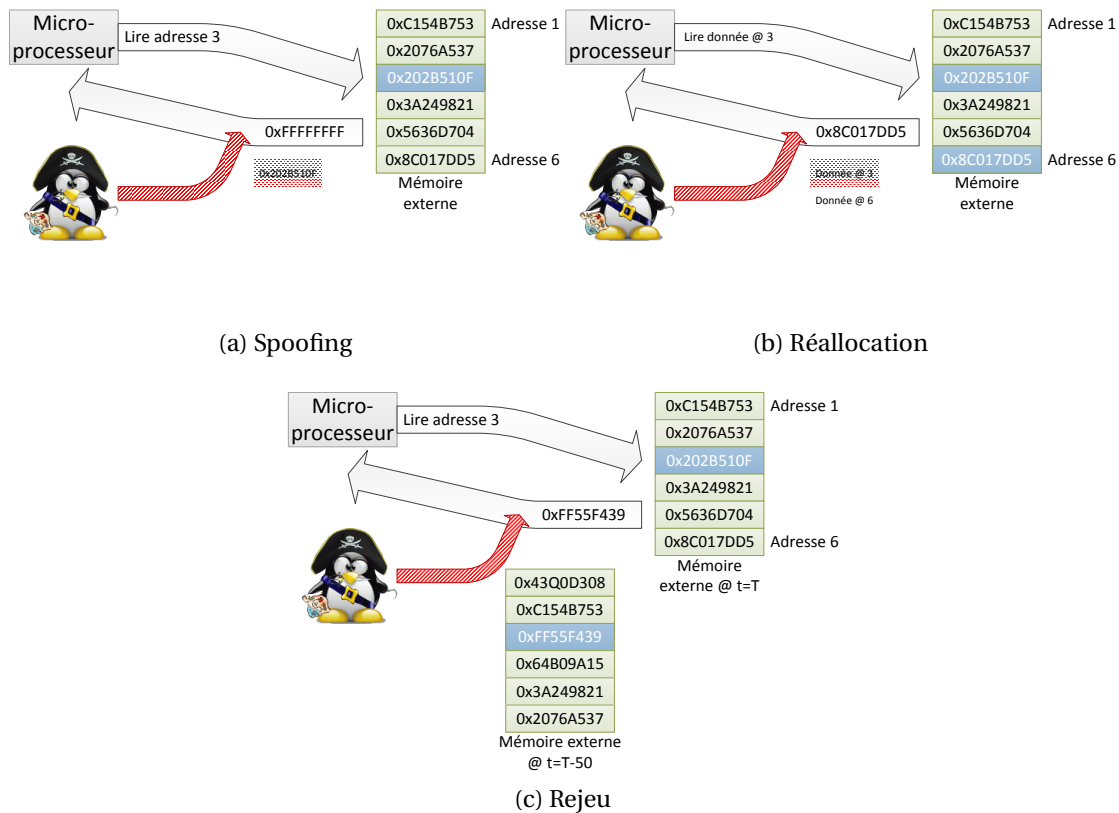 Micro-
processeur
Lire adresse 3
0xC154B753
Adresse 1
0x2076A537
0x202B510F
0x3A249821
0xFFFFFFFF
0x5636D704
0x202B510F
0x8C017DD5
Adresse 6
Mémoire
externe
(a) Spoofing
Micro-
processeur
Lire donnée @ 3
0xC154B753
Adresse 1
0x2076A537
0x202B510F
0x3A249821
0x8C017DD5
0x5636D704
Donnée @ 3
0x8C017DD5
Adresse 6
Donnée @ 6
Mémoire
externe
(b) Réallocation
Micro-
processeur
Lire adresse 3
0xC154B753
Adresse 1
0x2076A537
0x202B510F
0x3A249821
0xFF55F439
0x5636D704
0x8C017DD5
Adresse 6
Mémoire
externe @ t=T
0x43Q0D308
0xC154B753
0xFF55F439
0x64B09A15
0x3A249821
0x2076A537
Mémoire externe
@ t=T-50
(c) Rejeu